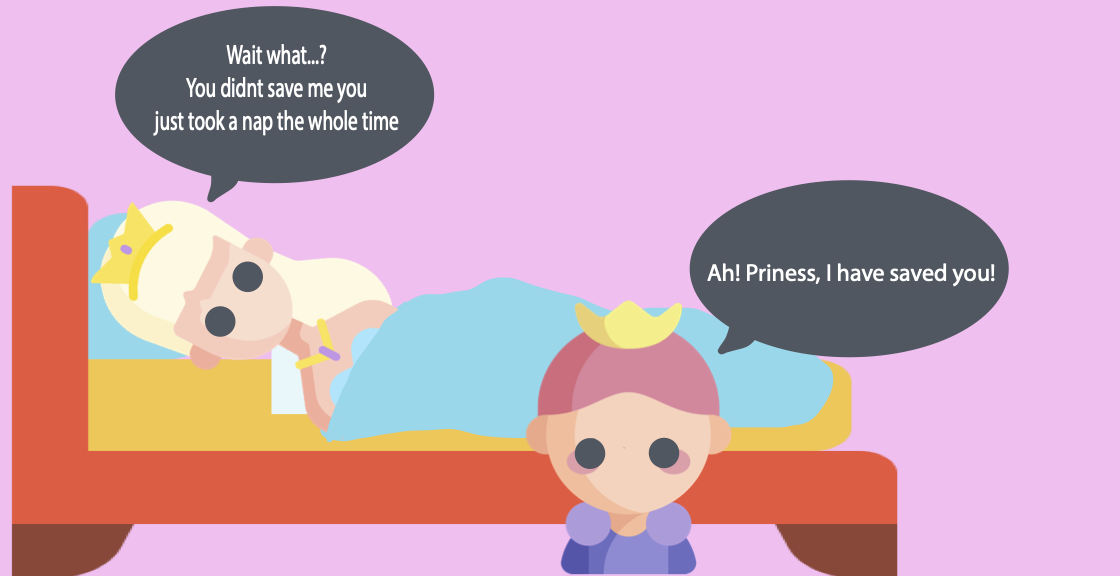 Wait what...?
You didnt save me you
just took a nap the whole time
Ah! Priness, I have saved you!